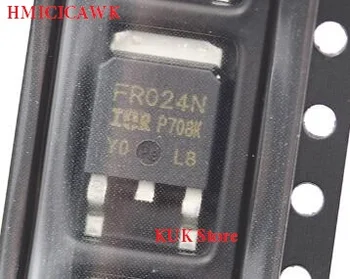 HMICICAWK
FR024N
IOR P708K
Y0 L8
KUK Store